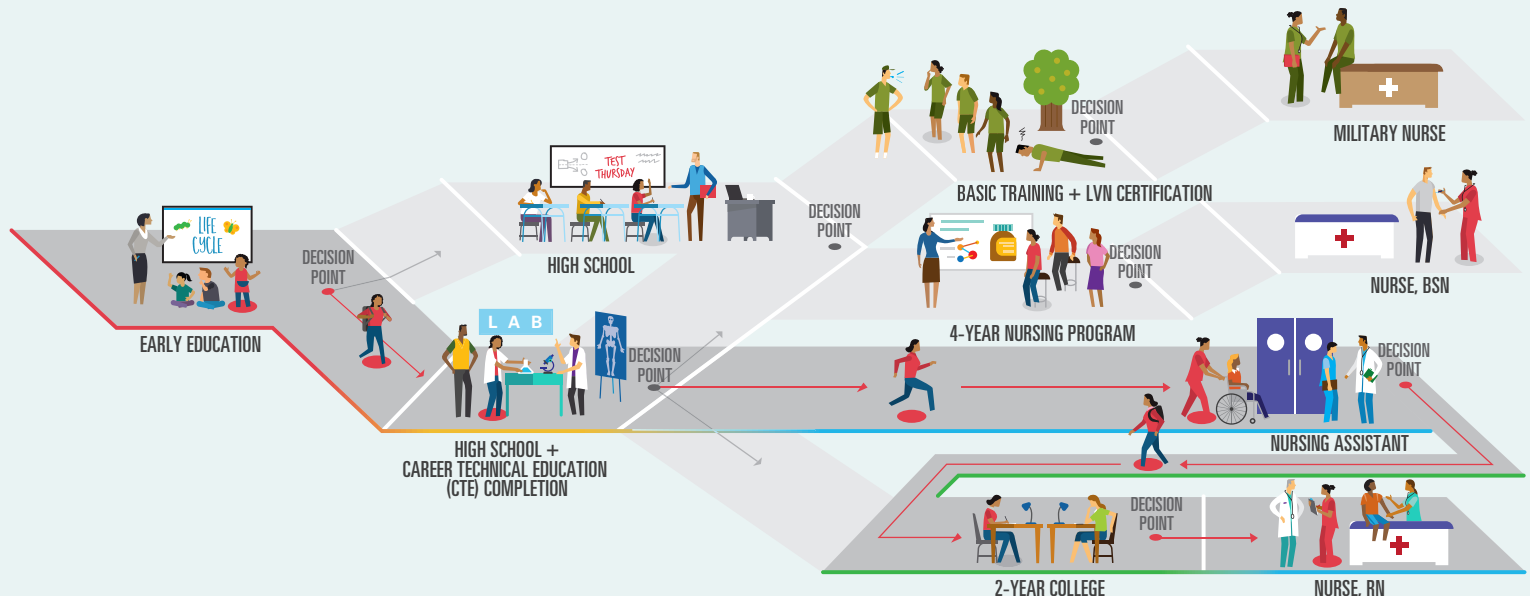 LIFE
CYCLE
EARLY EDUCATION
DECISION
POINT
TEST
THURSDAY
HIGH SCHOOL
LAB
DECISION
POINT
HIGH SCHOOL +
CAREER TECHNICAL EDUCATION
(CTE) COMPLETION
DECISION
POINT
DECISION
POINT
BASIC TRAINING + LVN CERTIFICATION
MILITARY NURSE
DECISION
POINT
4-YEAR NURSING PROGRAM
NURSE, BSN
DECISION
POINT
NURSING ASSISTANT
DECISION
POINT
2-YEAR COLLEGE
NURSE, RN